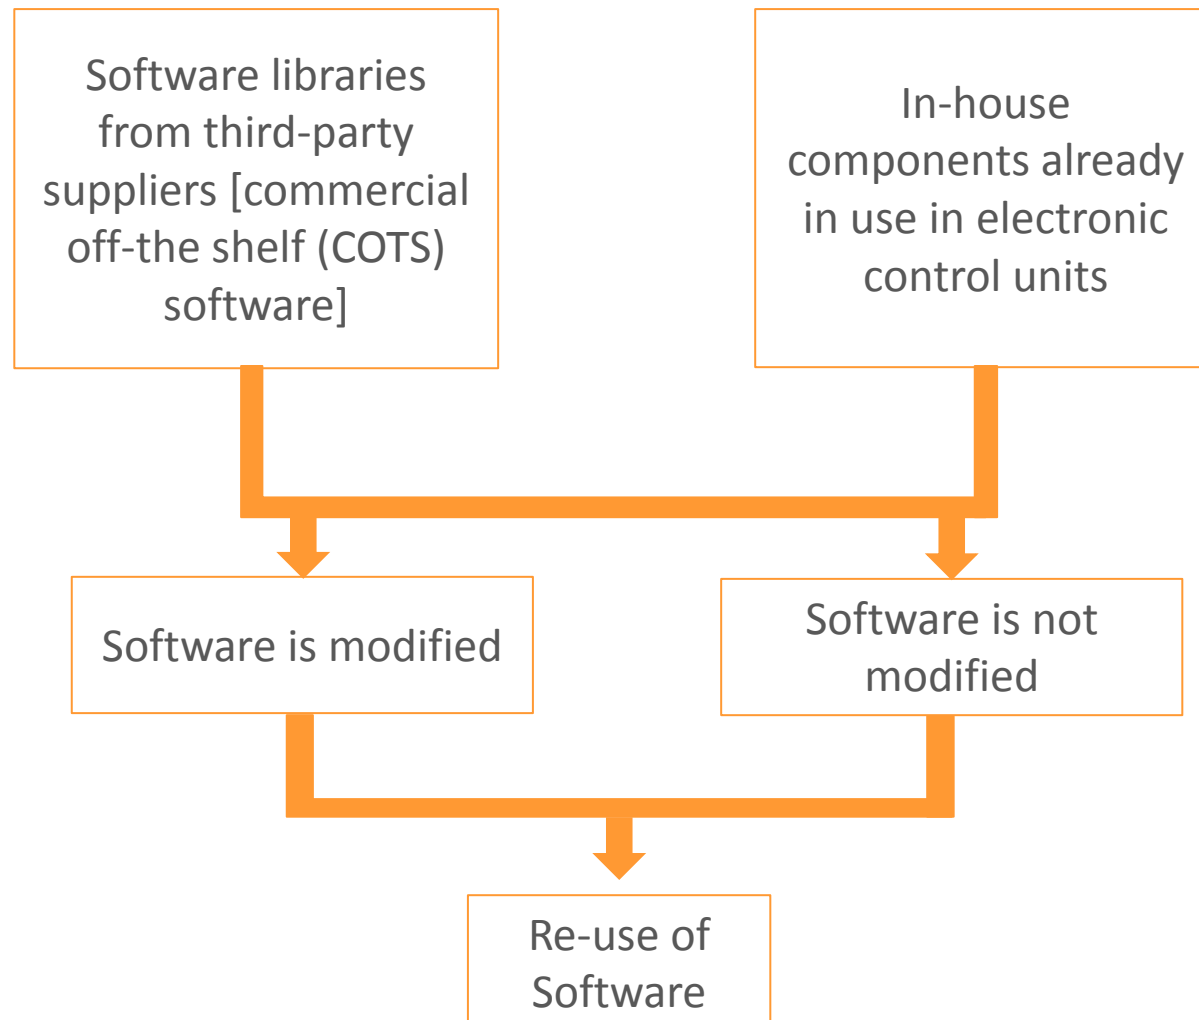 Software libraries
from third-party
suppliers [commercial
off-the shelf (COTS)
software]
In-house
components already
in use in electronic
control units
Software is modified
Software is not
modified
Re-use of
Software